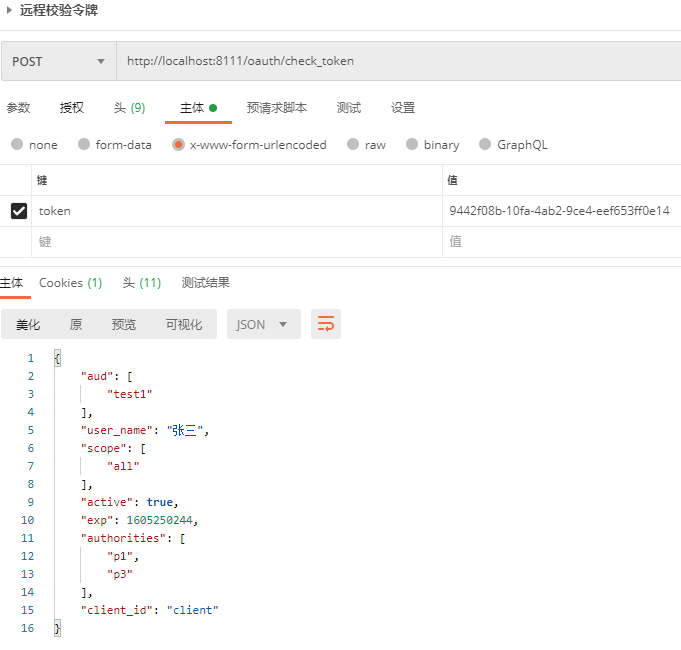 远程校验令牌
POST http://localhost:8111/oauth/check_token
参数 授权 头 (9) 主体 预请求脚本 测试 设置
none form-data x-www-form-urlencoded raw binary GraphQL
键 值
token 9442f08b-10fa-4ab2-9ce4-eef653ff0e14
键 值
主体 Cookies (1) 头 (11) 测试结果
美化 原 预览 可视化 JSON
1 {
2 "aud": [
3 "test1"
4 ],
5 "user_name": "张三",
6 "scope": [
7 "all"
8 ],
9 "active": true,
10 "exp": 1605250244,
11 "authorities": [
12 "p1",
13 "p3"
14 ],
15 "client_id": "client"
16 }